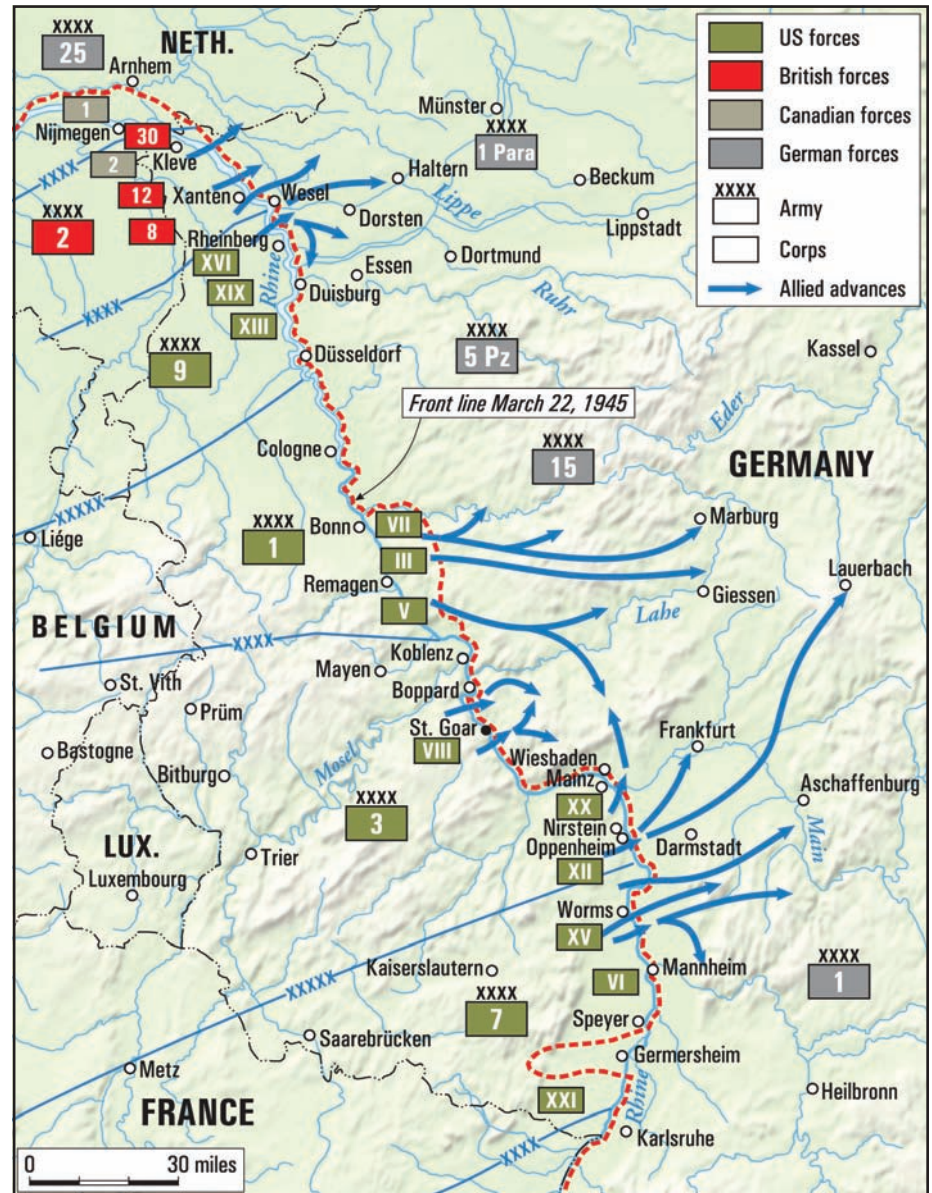 XXXX
25
NETH.
Arnhem
1
Nijmegen
30
Kleve
2
XXXX
12
Xanten
Wesel
XXXX
2
8
Rheinberg
XVI
XIX
XIII
Rhine
XXXX
Münster
XXXX
1 Para
Haltern
Lippe
Beckum
Dorsten
Lippstadt
Essen
Dortmund
Duisburg
Ruhr
XXXX
9
Düsseldorf
XXXX
5 Pz
Kassel
US forces
British forces
Canadian forces
German forces
XXXX
Army
Corps
Allied advances
Front line March 22, 1945
Eder
Cologne
XXXX
15
GERMANY
XXXXX
Liége
XXXX
1
Bonn
VII
Marburg
III
Remagen
Giessen
Lauerbach
V
Lahe
BELGIUM
XXXX
Koblenz
Mayen
St. Vith
Boppard
Prüm
St. Goar
Frankfurt
Bastogne
VIII
Wiesbaden
Bitburg
Mosel
Mainz
Aschaffenburg
XXXX
3
XX
Nirstein
Oppenheim
Darmstadt
Main
LUX.
Trier
XII
Luxembourg
XXXX
Worms
XV
Kaiserslautern
VI
Mannheim
XXXX
1
XXXXX
XXXX
7
Speyer
Saarebrücken
Germersheim
Metz
XXI
Rhine
Heilbronn
FRANCE
Karlsruhe
XXXX
0
30 miles